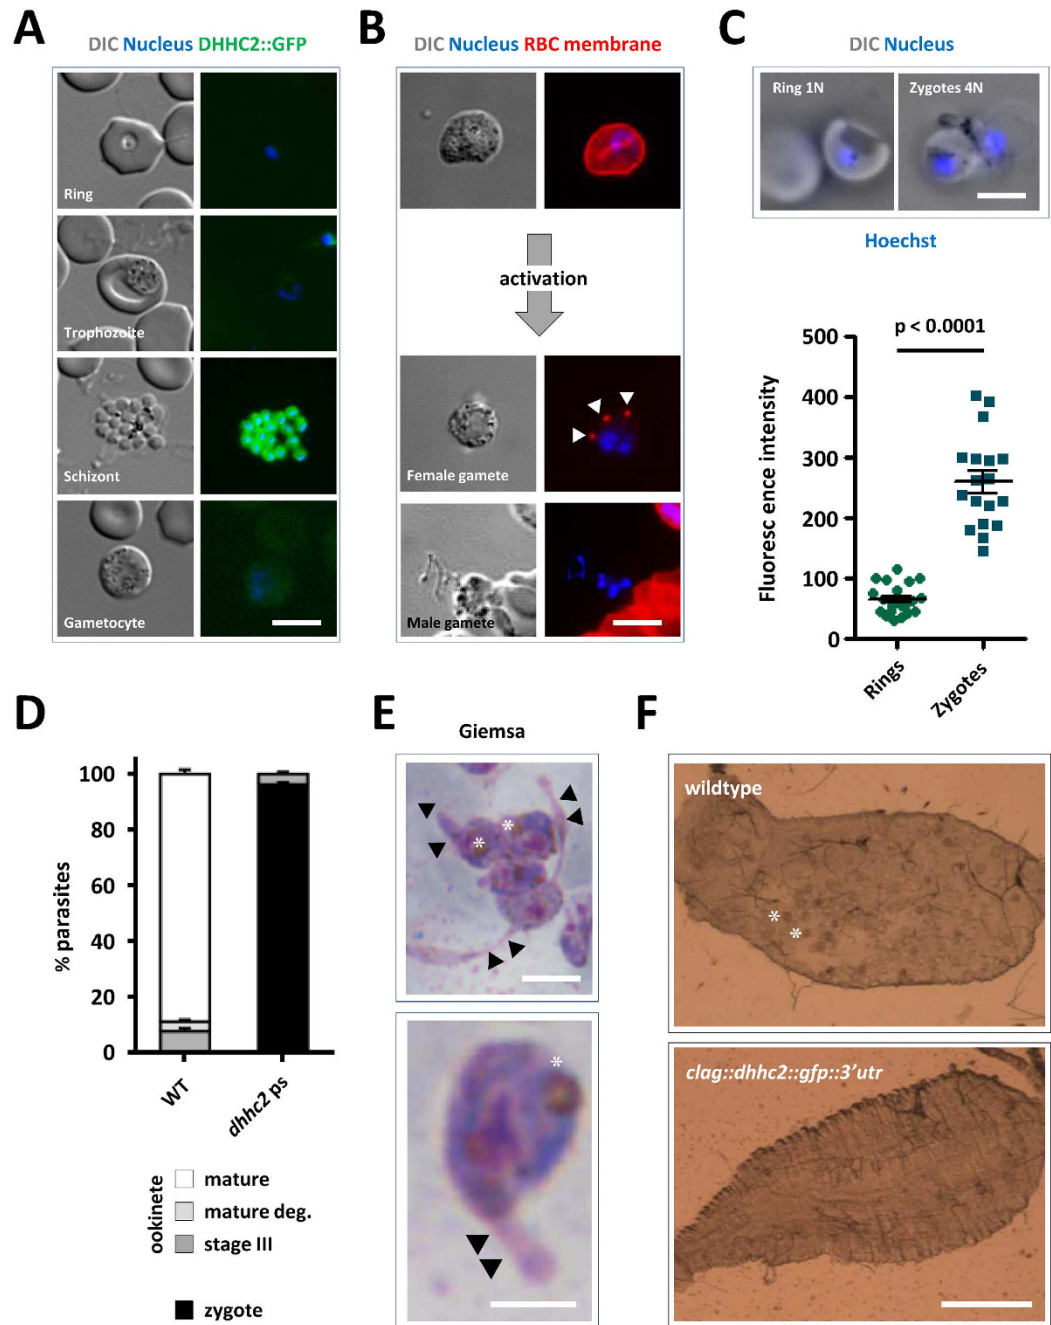 A
DIC Nucleus DHHC2::GFP
Ring
Trophozoite
Schizont
Gametocyte
B
DIC Nucleus RBC membrane
activation
Female gamete
Male gamete
C
DIC Nucleus
Ring 1N
Zygotes 4N
Hoechst
p < 0.0001
Fluoresc ence intensity
500
400
300
200
100
0
Rings
Zygotes
D
% parasites
100
80
60
40
20
0
WT
dhhc2 ps
ookinete
mature
mature deg.
stage III
zygote
E
Giemsa
*
*
*
F
wildtype
*
*
clag::dhhc2::gfp::3'utr